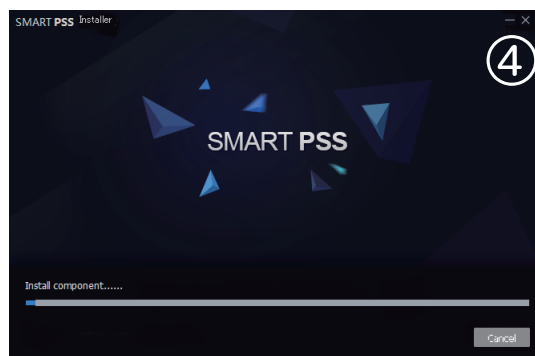 SMART PSS Installer
④
SMART PSS
Install component......
Cancel